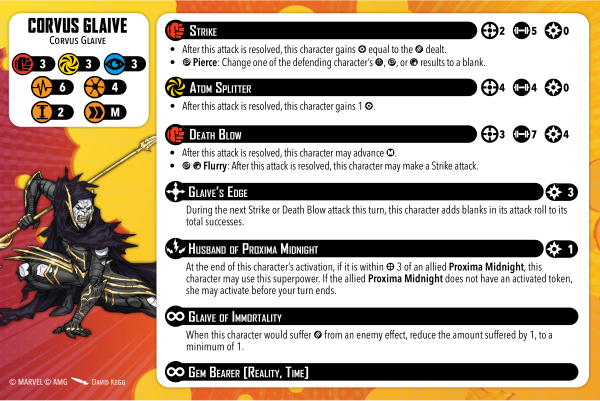 CORVUS GLAIVE
CORVUS GLAIVE
3 3 3
6 4
2 M
STRIKE 2 5 0
• After this attack is resolved, this character gains equal to the dealt.
• Pierce: Change one of the defending character's , , or results to a blank.
ATOM SPLITTER 4 4 0
• After this attack is resolved, this character gains 1 .
DEATH BLOW 3 7 4
• After this attack is resolved, this character may advance M.
• Flurry: After this attack is resolved, this character may make a Strike attack.
GLAIVE'S EDGE 3
During the next Strike or Death Blow attack this turn, this character adds blanks in its attack roll to its
total successes.
HUSBAND OF PROXIMA MIDNIGHT 1
At the end of this character's activation, if it is within 3 of an allied Proxima Midnight, this
character may use this superpower. If the allied Proxima Midnight does not have an activated token,
she may activate before your turn ends.
GLAIVE OF IMMORTALITY
When this character would suffer from an enemy effect, reduce the amount suffered by 1, to a
minimum of 1.
GEM BEARER [REALITY, TIME]
© MARVEL © AMG DAVID KEGG